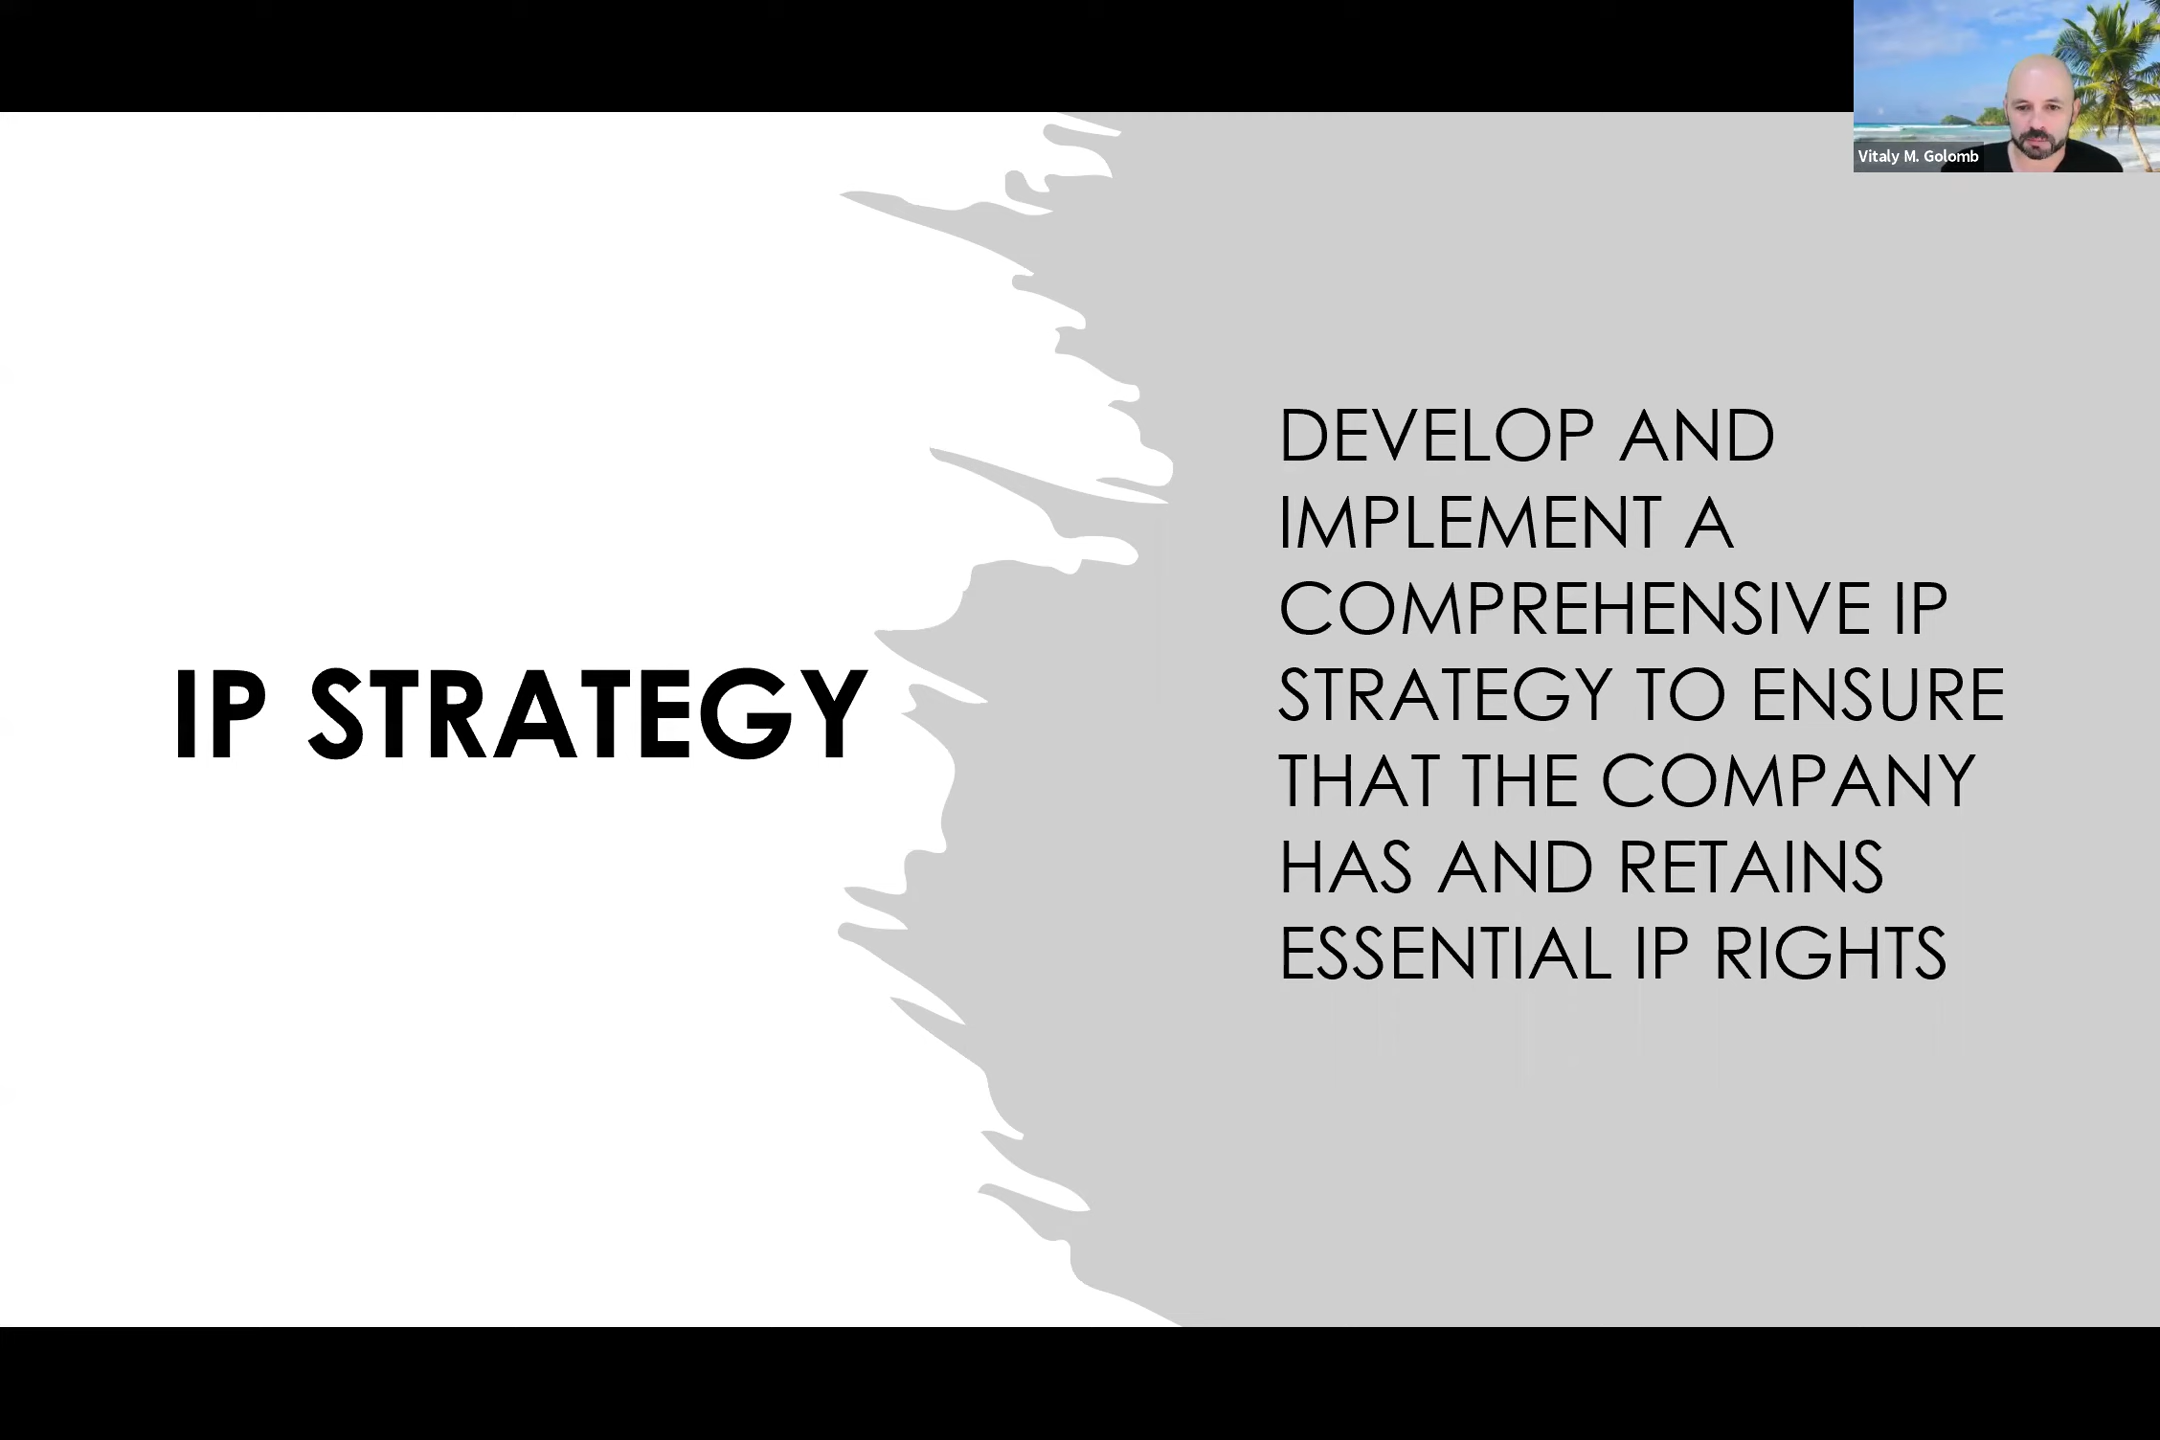 Vitaly M. Golomb
IP STRATEGY
DEVELOP AND
IMPLEMENT A
COMPREHENSIVE IP
STRATEGY TO ENSURE
THAT THE COMPANY
HAS AND RETAINS
ESSENTIAL IP RIGHTS